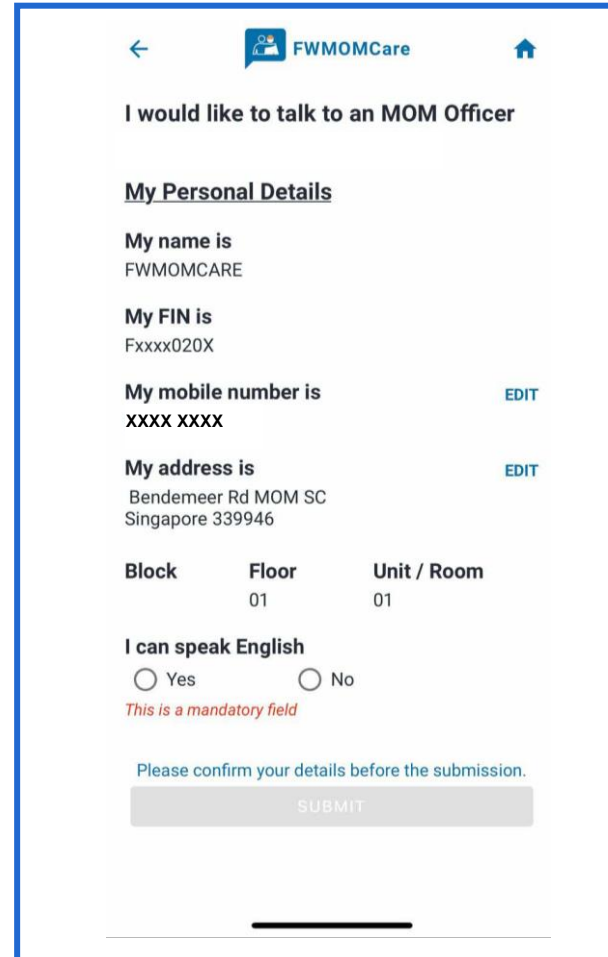 FWMOMCare
I would like to talk to an MOM Officer
My Personal Details
My name is
FWMOMCARE
My FIN is
Fxxxx020X
My mobile number is EDIT
XXXX XXXX
My address is EDIT
Bendemeer Rd MOM SC
Singapore 339946
Block Floor Unit / Room
01 01
I can speak English
Yes No
This is a mandatory field
Please confirm your details before the submission.
SUBMIT